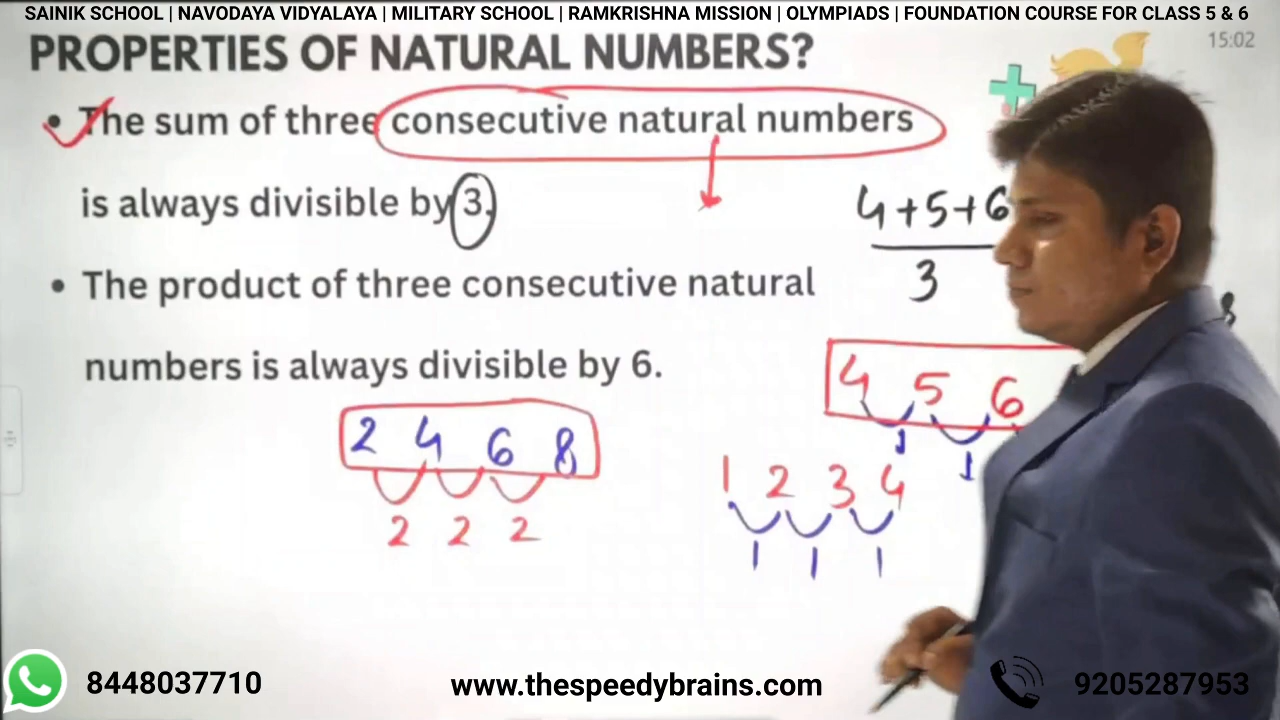 SAINIK SCHOOL | NAVODAYA VIDYALAYA | MILITARY SCHOOL | RAMKRISHNA MISSION | OLYMPIADS | FOUNDATION COURSE FOR CLASS 5 & 6
PROPERTIES OF NATURAL NUMBERS?
15:02
• The sum of three consecutive natural numbers
is always divisible by 3.
4+5+6
3
• The product of three consecutive natural
numbers is always divisible by 6.
8
4 5 6
1 1
2 4 6 8
2 2 2
1 2 3 4
1 1 1
8448037710
www.thespeedybrains.com
9205287953